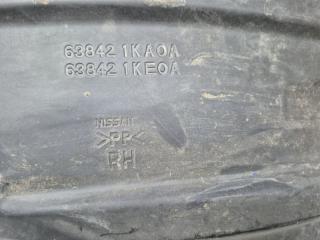 63842 1KA0A
63842 1KE0A
NISSAN
>PP<
RH